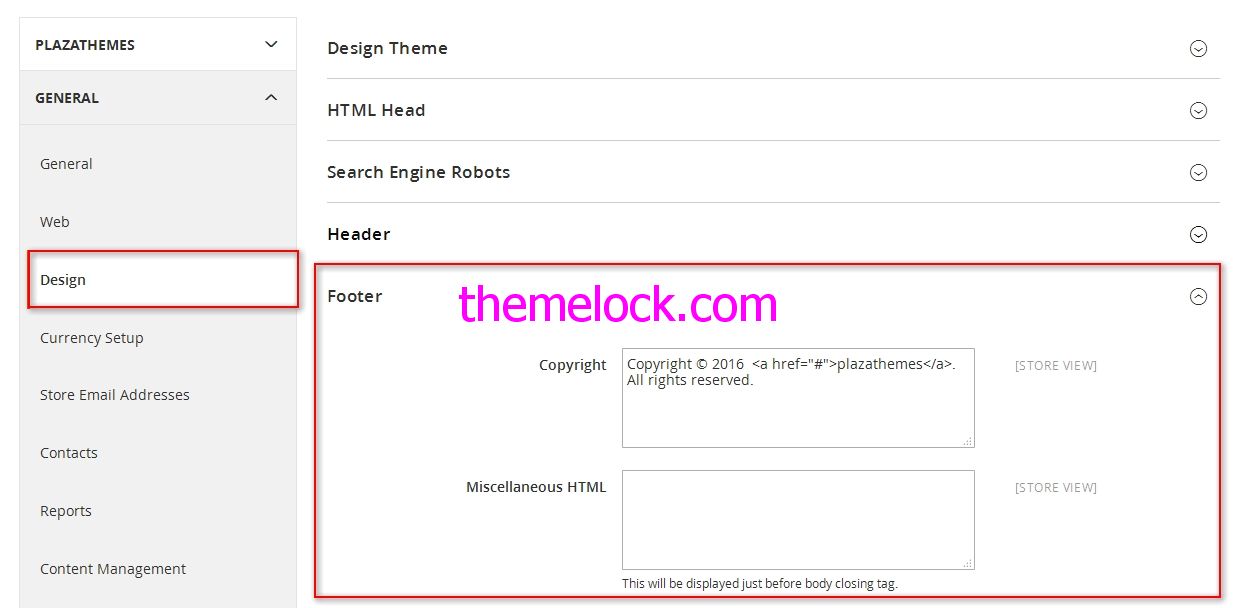 PLAZATHEMES
GENERAL
General
Web
Design
Currency Setup
Store Email Addresses
Contacts
Reports
Content Management
Design Theme
HTML Head
Search Engine Robots
Header
Footer
themelock.com
Copyright
Copyright © 2016  <a href="#">plazathemes</a>.
All rights reserved.
[STORE VIEW]
Miscellaneous HTML
[STORE VIEW]
This will be displayed just before body closing tag.